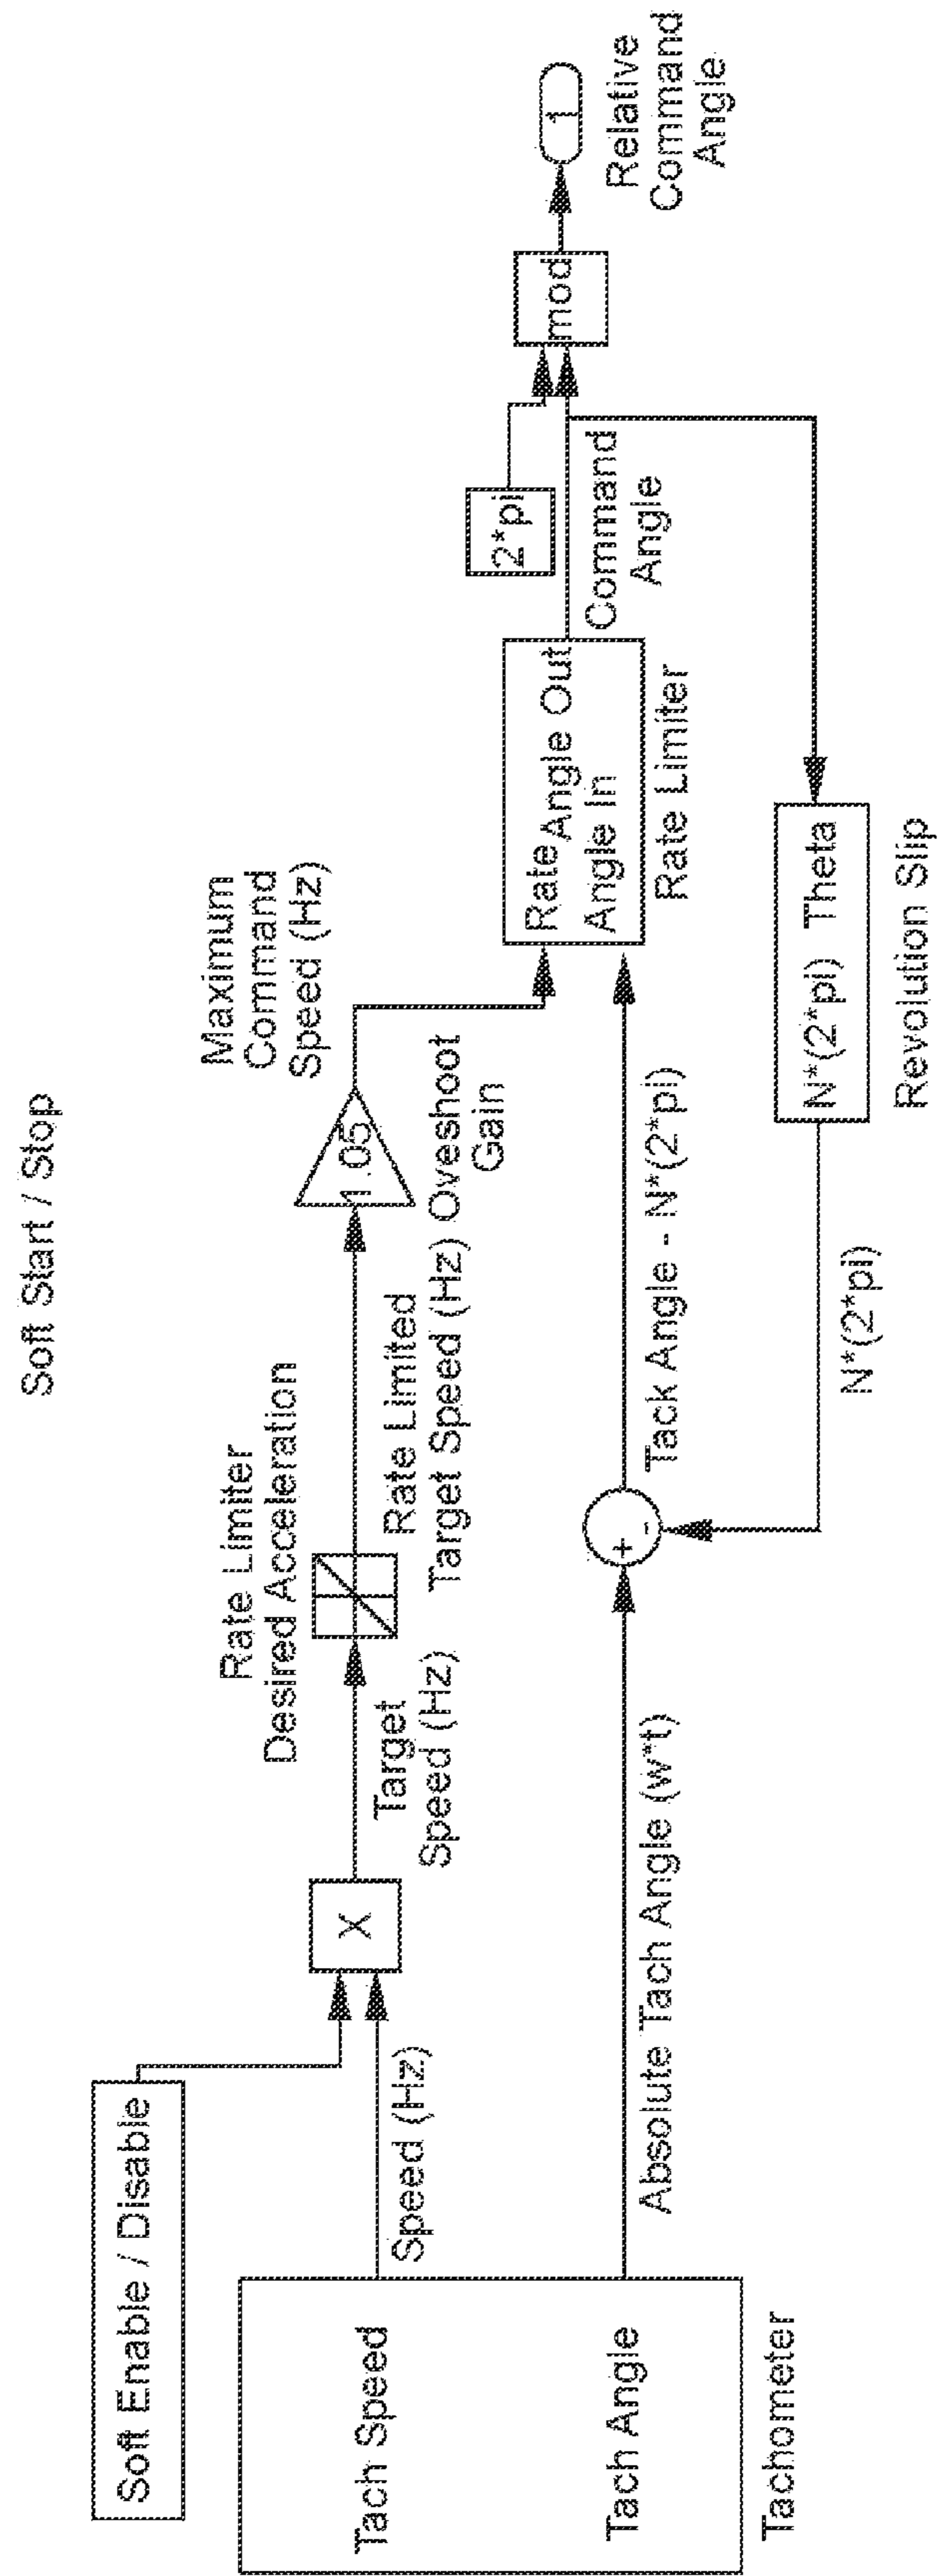 Soft Start / Stop
Soft Enable / Disable
Tach Speed
Tach Angle
Tachometer
Speed (Hz)
X
Target
Speed (Hz)
Rate Limiter
Desired Acceleration
Rate Limited
Target Speed (Hz)
1.05
Oveshoot
Gain
Maximum
Command
Speed (Hz)
Absolute Tach Angle (w*t)
+
-
Tack Angle - N*(2*pi)
N*(2*pi)
Rate
Angle Out
Angle In
Rate Limiter
Command
Angle
2*pi
mod
1
Relative
Command
Angle
N*(2*pi) Theta
Revolution Slip